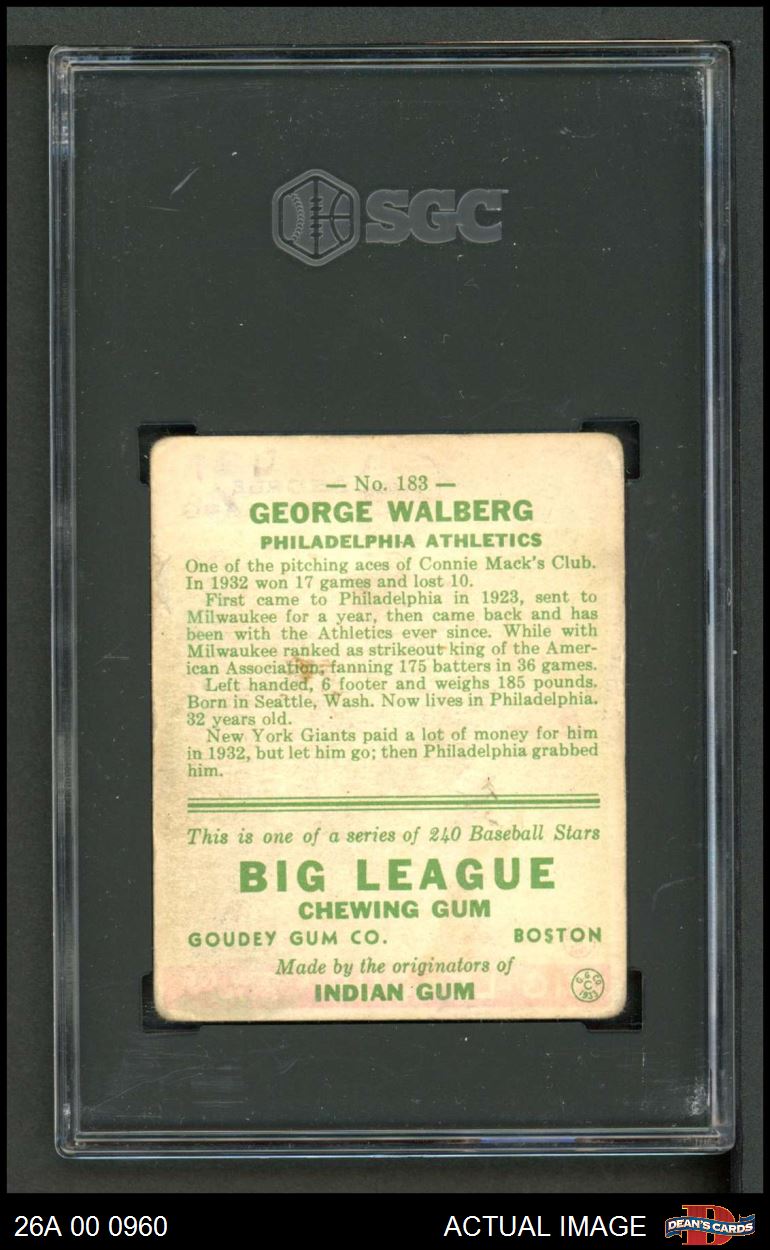 SGC
— No. 183 —
GEORGE WALBERG
PHILADELPHIA ATHLETICS
One of the pitching aces of Connie Mack's Club.
In 1932 won 17 games and lost 10.
First came to Philadelphia in 1923, sent to
Milwaukee for a year, then came back and has
been with the Athletics ever since. While with
Milwaukee ranked as strikeout king of the Amer-
ican Association, fanning 175 batters in 36 games.
Left handed, 6 footer and weighs 185 pounds.
Born in Seattle, Wash. Now lives in Philadelphia.
32 years old.
New York Giants paid a lot of money for him
in 1932, but let him go; then Philadelphia grabbed
him.
This is one of a series of 240 Baseball Stars
BIG LEAGUE
CHEWING GUM
GOUDEY GUM CO. BOSTON
Made by the originators of
INDIAN GUM
G. G. CO.
C
1933
26A 00 0960 ACTUAL IMAGE DEAN'S CARDS